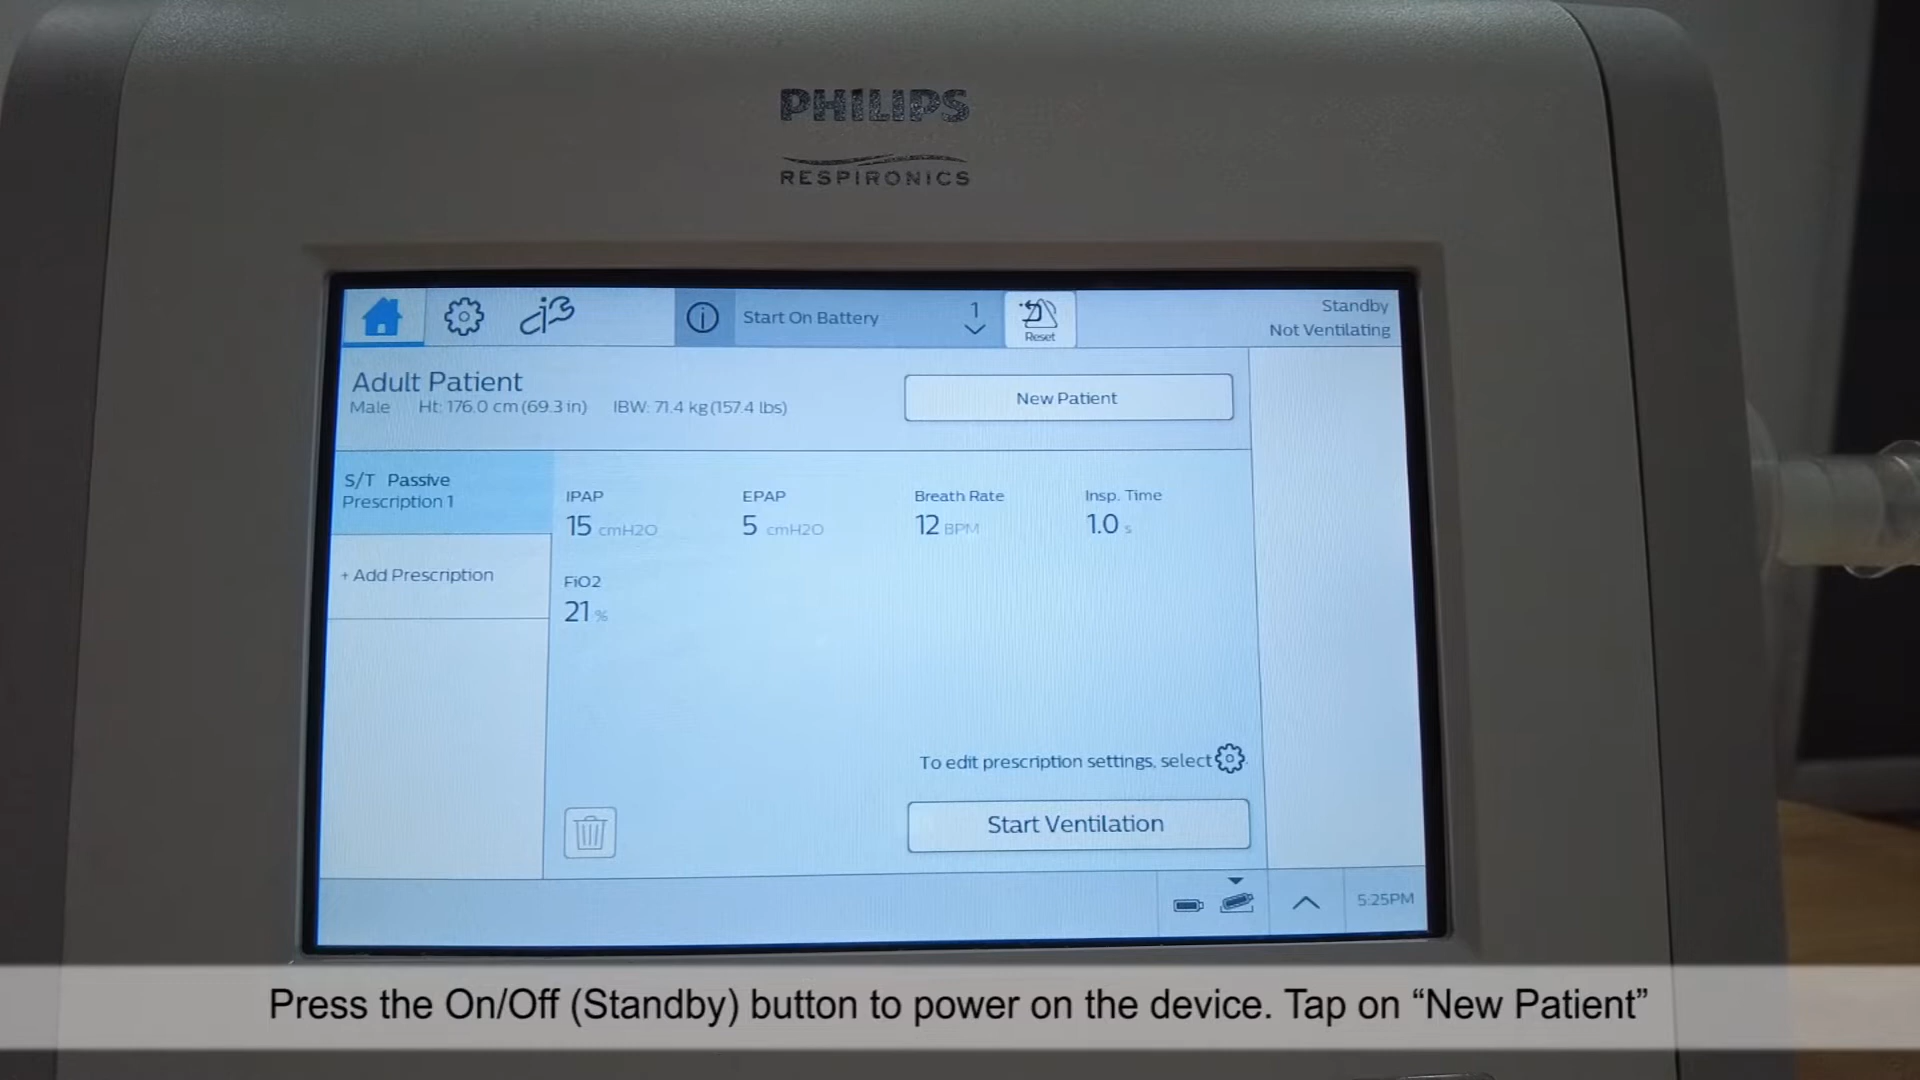 PHILIPS
RESPIRONICS
Start On Battery
1
Reset
Standby
Not Ventilating
Adult Patient
Male Ht: 176.0 cm (69.3 in) IBW: 71.4 kg (157.4 lbs)
New Patient
S/T Passive
Prescription 1
+ Add Prescription
IPAP
15 cmH2O
EPAP
5 cmH2O
Breath Rate
12 BPM
Insp. Time
1.0 s
FiO2
21 %
To edit prescription settings, select
Start Ventilation
5:25PM
Press the On/Off (Standby) button to power on the device. Tap on “New Patient”